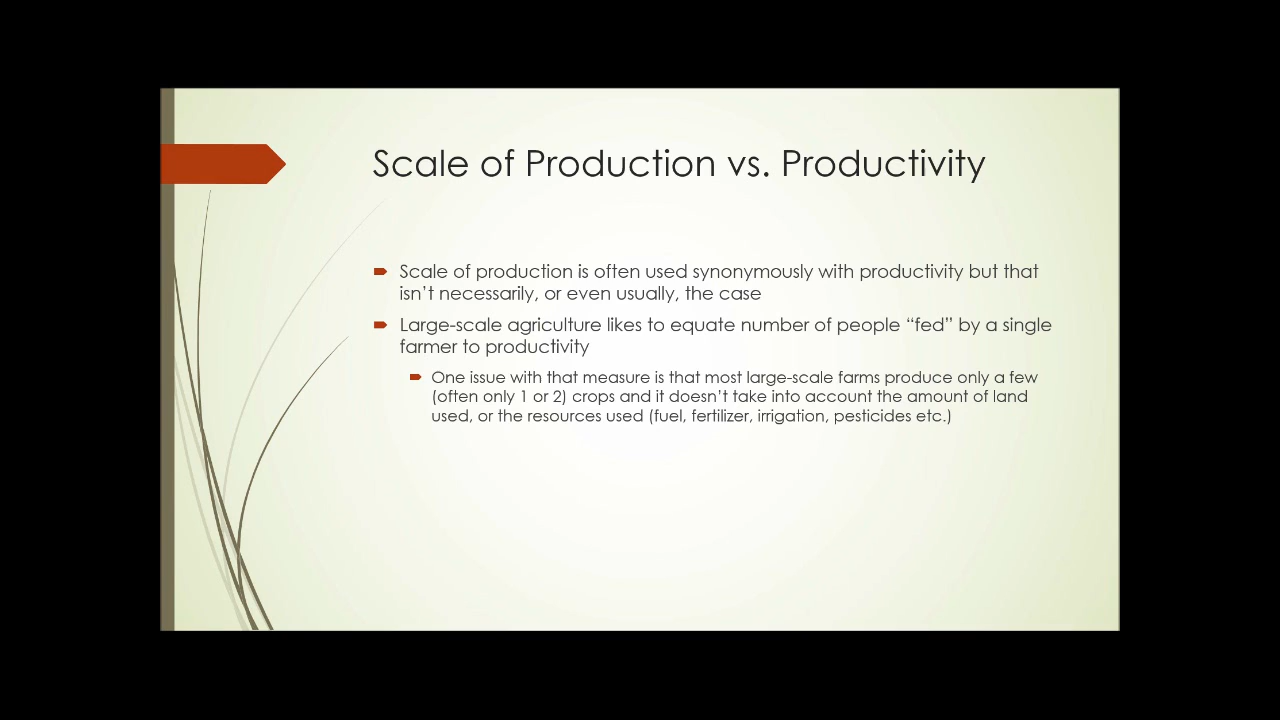 Scale of Production vs. Productivity
Scale of production is often used synonymously with productivity but that
isn’t necessarily, or even usually, the case
Large-scale agriculture likes to equate number of people “fed” by a single
farmer to productivity
One issue with that measure is that most large-scale farms produce only a few
(often only 1 or 2) crops and it doesn’t take into account the amount of land
used, or the resources used (fuel, fertilizer, irrigation, pesticides etc.)